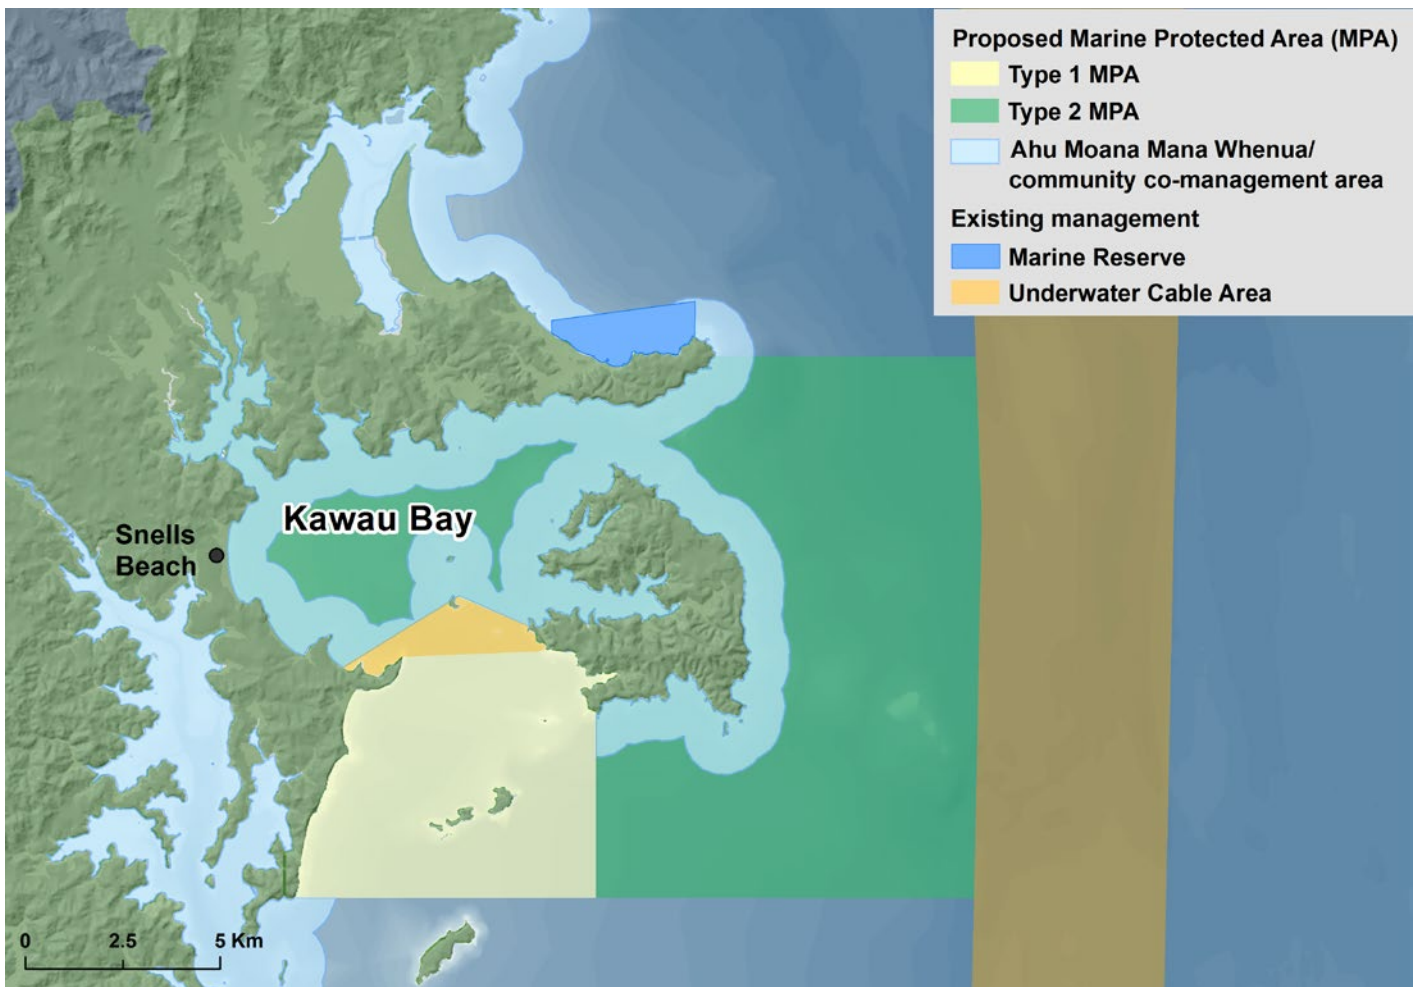 Proposed Marine Protected Area (MPA)
Type 1 MPA
Type 2 MPA
Ahu Moana Mana Whenua/
community co-management area
Existing management
Marine Reserve
Underwater Cable Area
Kawau Bay
Snells
Beach
0 2.5 5 Km